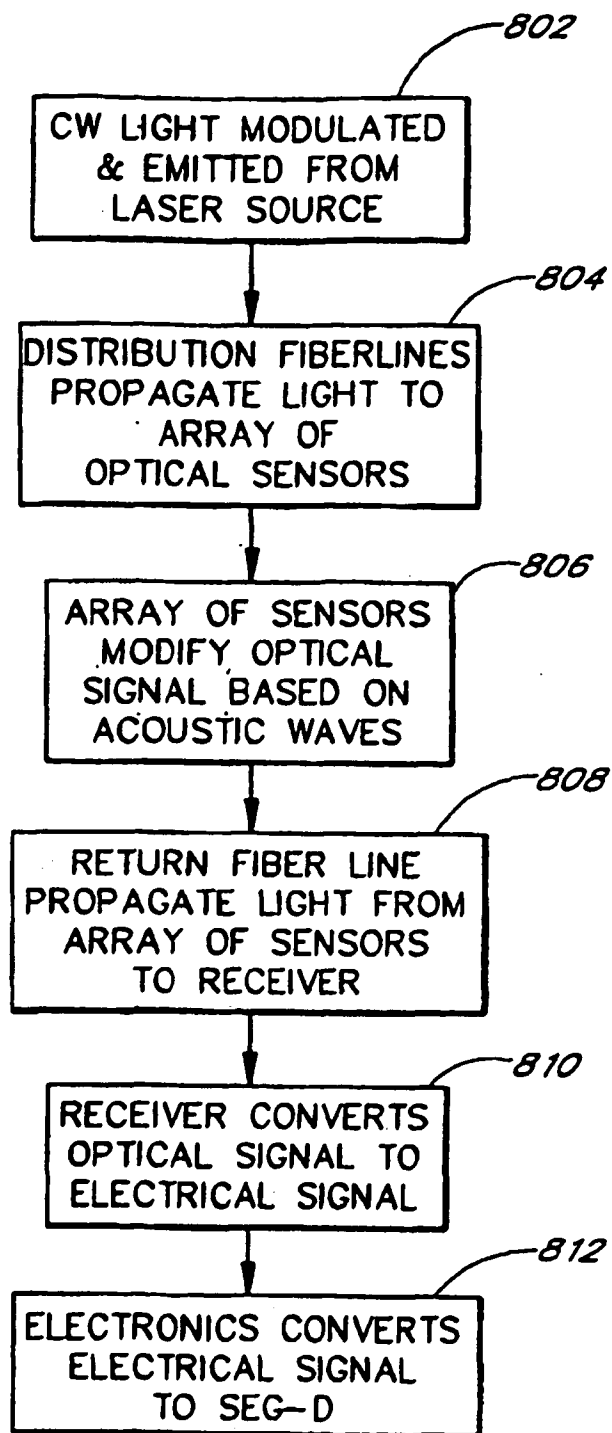 802
CW LIGHT MODULATED
& EMITTED FROM
LASER SOURCE
804
DISTRIBUTION FIBERLINES
PROPAGATE LIGHT TO
ARRAY OF
OPTICAL SENSORS
806
ARRAY OF SENSORS
MODIFY OPTICAL
SIGNAL BASED ON
ACOUSTIC WAVES
808
RETURN FIBER LINE
PROPAGATE LIGHT FROM
ARRAY OF SENSORS
TO RECEIVER
810
RECEIVER CONVERTS
OPTICAL SIGNAL TO
ELECTRICAL SIGNAL
812
ELECTRONICS CONVERTS
ELECTRICAL SIGNAL
TO SEG-D